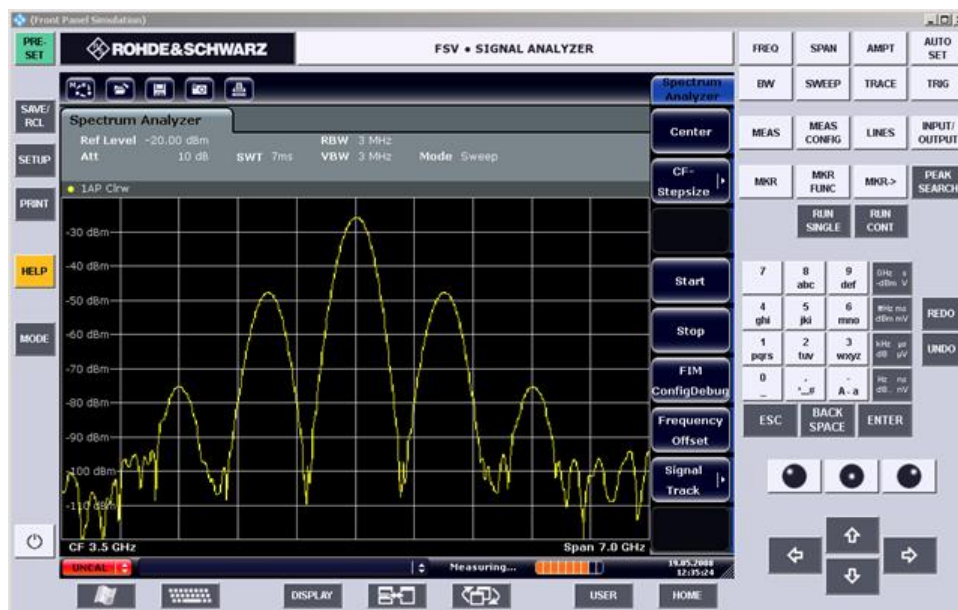 (Front Panel Simulation)
PRE-
SET
ROHDE&SCHWARZ
FSV • SIGNAL ANALYZER
FREQ
SPAN
AMPT
AUTO
SET
BW
SWEEP
TRACE
TRIG
SAVE/
RCL
SETUP
PRINT
HELP
MODE
Spectrum Analyzer
Ref Level -20.00 dBm
RBW 3 MHz
Att 10 dB SWT 7ms VBW 3 MHz Mode Sweep
1AP Clrw
-30 dBm
-40 dBm
-50 dBm
-60 dBm
-70 dBm
-80 dBm
-90 dBm
-100 dBm
-110 dBm
CF 3.5 GHz
Span 7.0 GHz
UNCAL
Measuring...
19.05.2008
12:35:24
Spectrum
Analyzer
Center
CF-
Stepsize
Start
Stop
FIM
ConfigDebug
Frequency
Offset
Signal
Track
MEAS
MEAS
CONFIG
LINES
INPUT/
OUTPUT
MKR
MKR
FUNC
MKR->
PEAK
SEARCH
RUN
SINGLE
RUN
CONT
7
8
abc
9
def
GHz s
-dBm V
4
ghi
5
jkl
6
mno
MHz ms
dBm mV
REDO
1
pqrs
2
tuv
3
wxyz
kHz µs
dB µV
UNDO
0
_
-
A-a
Hz ns
dB.. nV
ESC
BACK
SPACE
ENTER
DISPLAY
USER
HOME